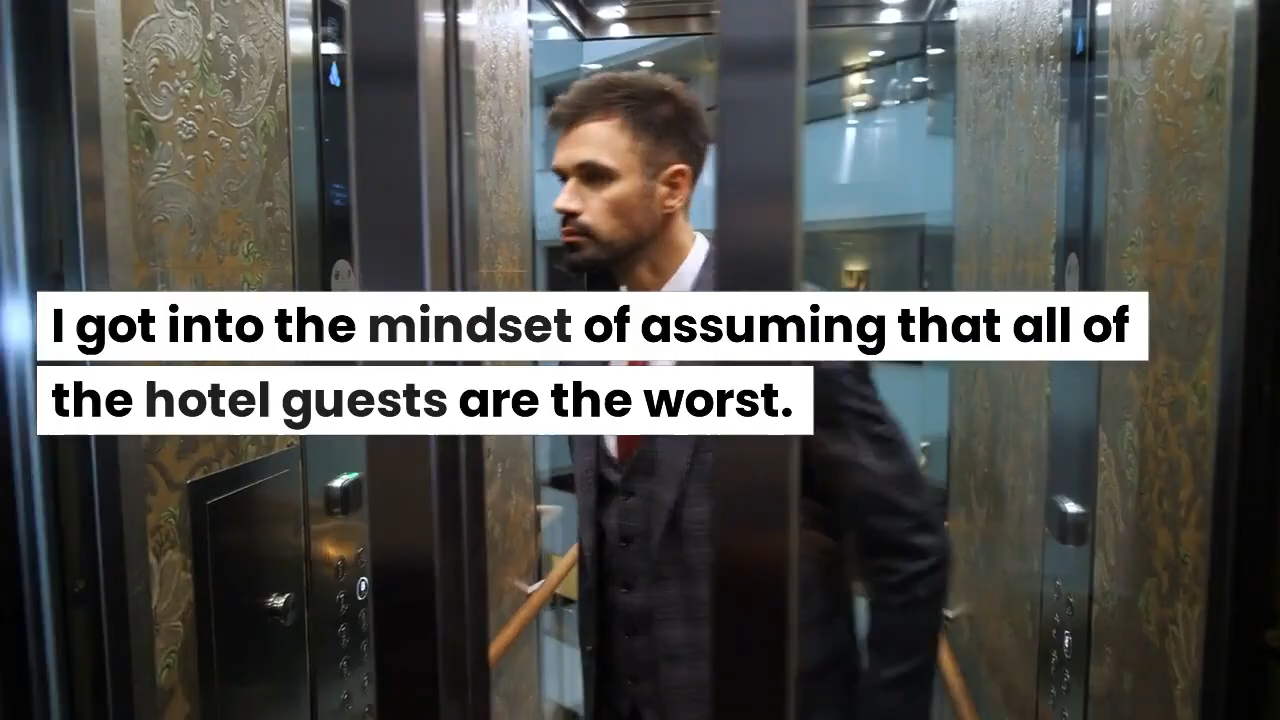 I got into the mindset of assuming that all of
the hotel guests are the worst.